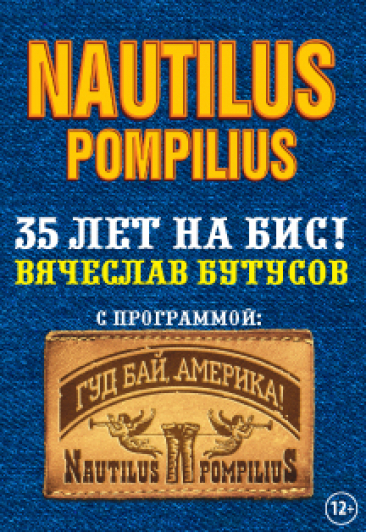 NAUTILUS
POMPILIUS
35 ЛЕТ НА БИС!
ВЯЧЕСЛАВ БУТУСОВ
С ПРОГРАММОЙ:
ГУД БАЙ, АМЕРИКА!
NAUTILUS POMPILIUS
12+